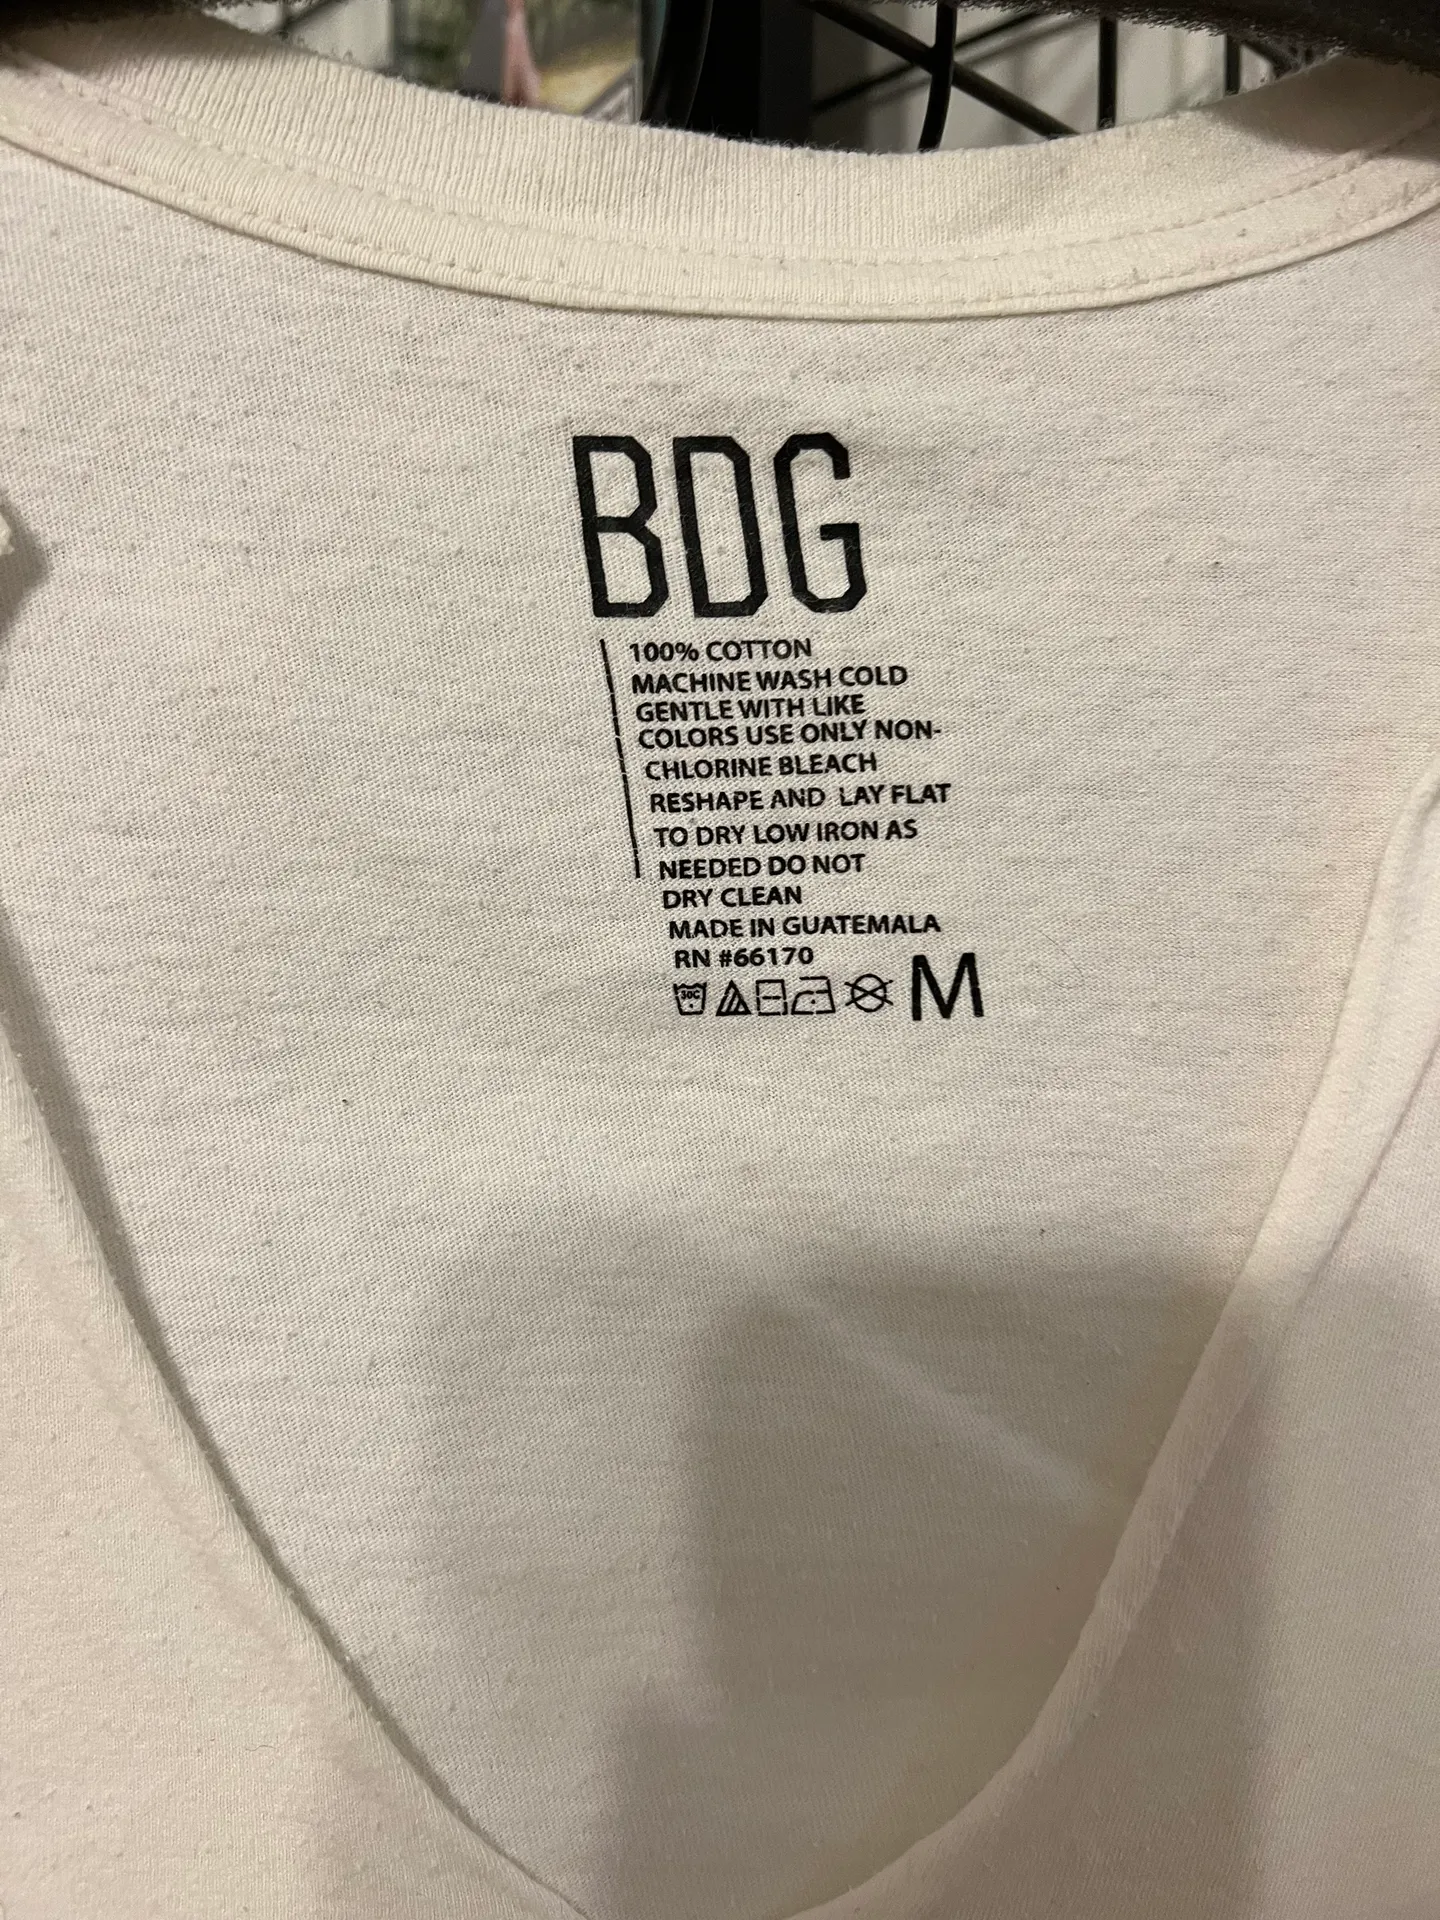 BDG
100% COTTON
MACHINE WASH COLD
GENTLE WITH LIKE
COLORS USE ONLY NON-
CHLORINE BLEACH
RESHAPE AND LAY FLAT
TO DRY LOW IRON AS
NEEDED DO NOT
DRY CLEAN
MADE IN GUATEMALA
RN #66170
30C M